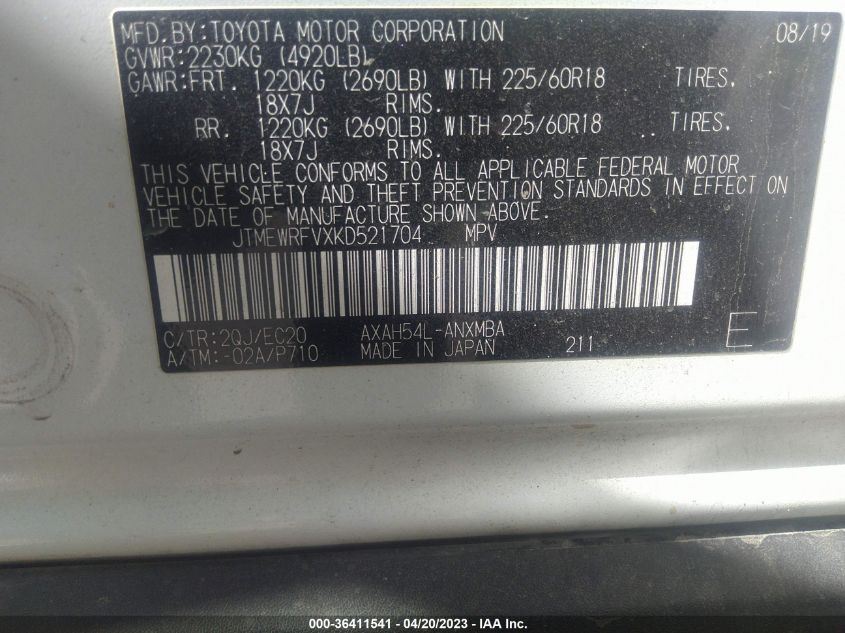 MFD.BY:TOYOTA MOTOR CORPORATION 08/19
GVWR:2230KG (4920LB)
GAWR:FRT. 1220KG (2690LB) WITH 225/60R18 TIRES,
18X7J RIMS.
RR. 1220KG (2690LB) WITH 225/60R18 TIRES,
18X7J RIMS.
THIS VEHICLE CONFORMS TO ALL APPLICABLE FEDERAL MOTOR
VEHICLE SAFETY AND THEFT PREVENTION STANDARDS IN EFFECT ON
THE DATE OF MANUFACTURE SHOWN ABOVE.
JTMEWRFVXKD521704 MPV
C/TR:2QJ/EC20 AXAH54L-ANXMBA E
A/TM:-02A/P710 MADE IN JAPAN 211
000-36411541 - 04/20/2023 - IAA Inc.